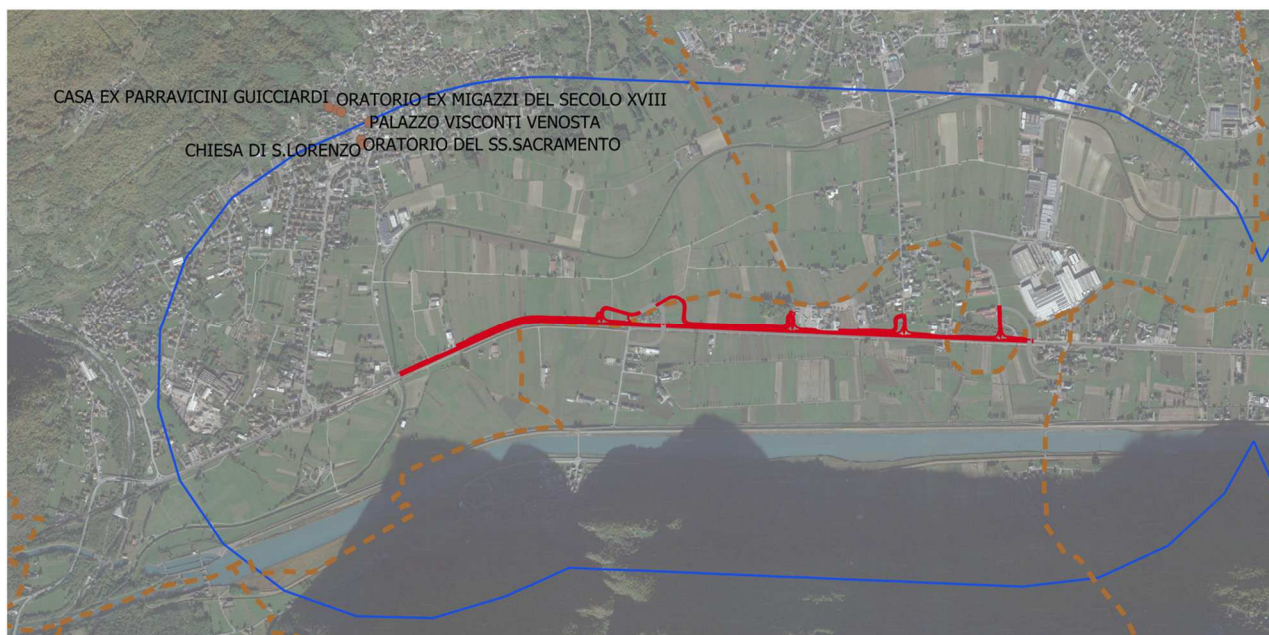 CASA EX PARRAVICINI GUICCIARDI
ORATORIO EX MIGAZZI DEL SECOLO XVIII
PALAZZO VISCONTI VENOSTA
CHIESA DI S.LORENZO
ORATORIO DEL SS.SACRAMENTO